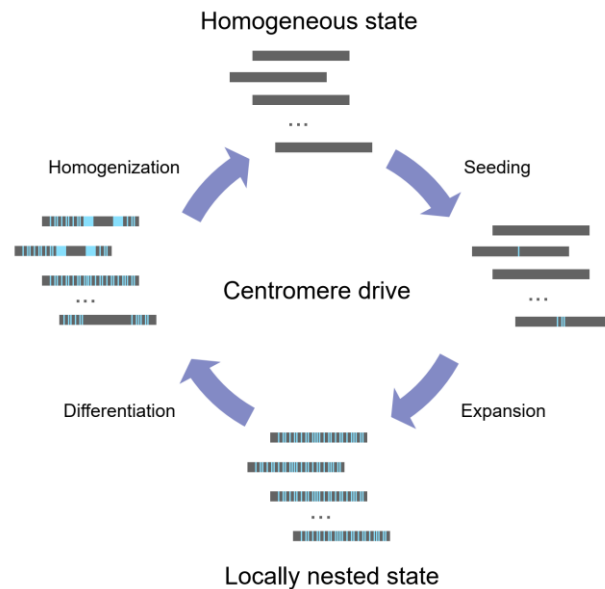 Homogeneous state
...
Homogenization
Seeding
Centromere drive
...
...
Differentiation
Expansion
...
Locally nested state